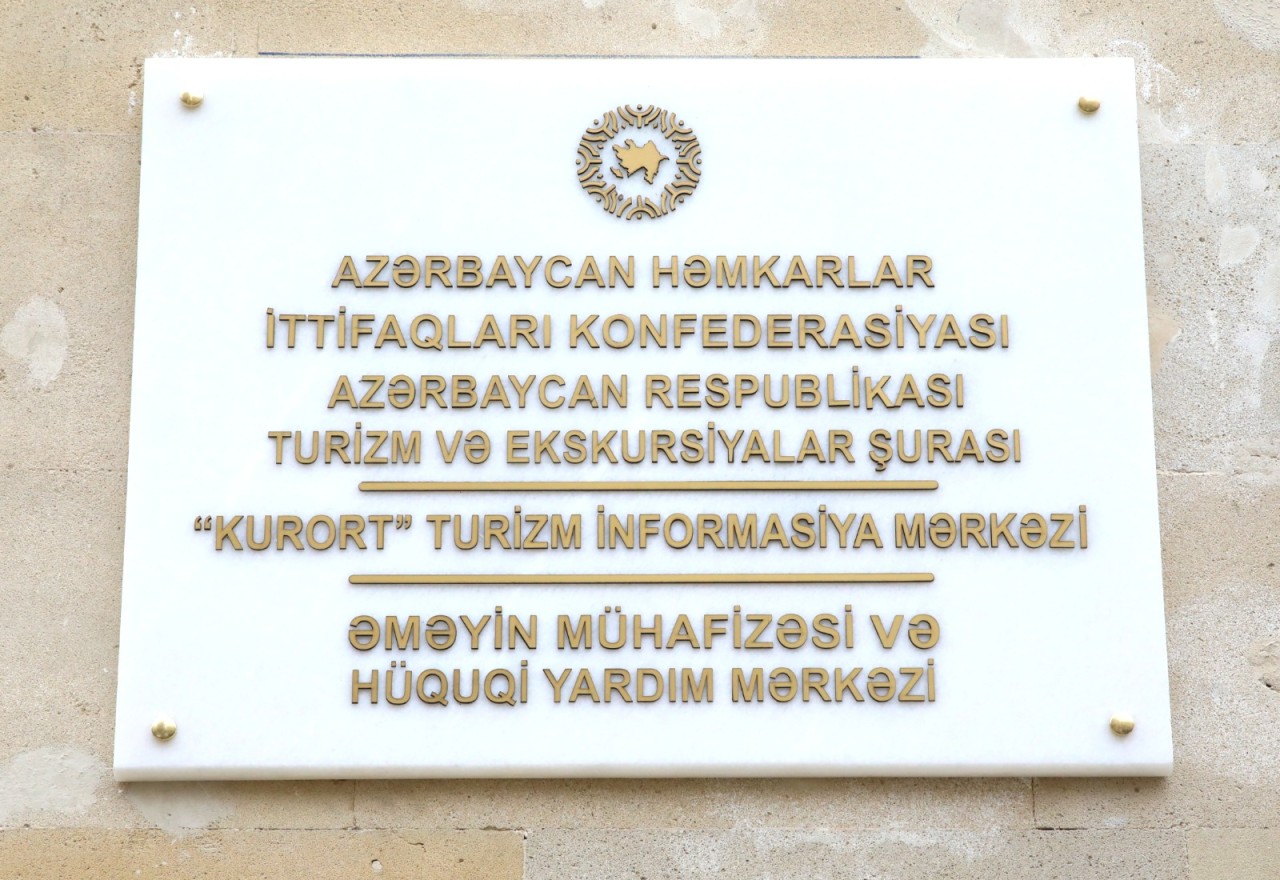 AZƏRBAYCAN HƏMKARLAR
İTTİFAQLARI KONFEDERASİYASI
AZƏRBAYCAN RESPUBLİKASI
TURİZM VƏ EKSKURSİYALAR ŞURASI
“KURORT” TURİZM İNFORMASİYA MƏRKƏZİ
ƏMƏYİN MÜHAFİZƏSİ VƏ
HÜQUQİ YARDIM MƏRKƏZİ